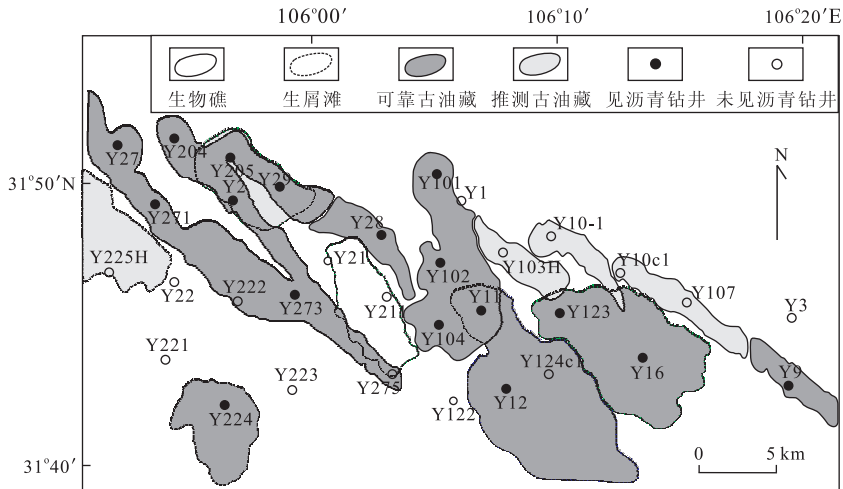 106°00′ 106°10′ 106°20′E
生物礁 生屑滩 可靠古油藏 推测古油藏 见沥青钻井 未见沥青钻井
N
31°50′N
31°40′
Y27 Y204 Y205 Y29 Y2 Y101 Y1
Y271 Y28 Y10-1
Y225H Y21 Y103H Y10c1
Y22 Y222 Y273 Y211 Y102 Y11 Y123 Y107 Y3
Y221 Y104 Y124c1 Y16
Y223 Y275 Y9
Y224 Y122 Y12
0 5 km